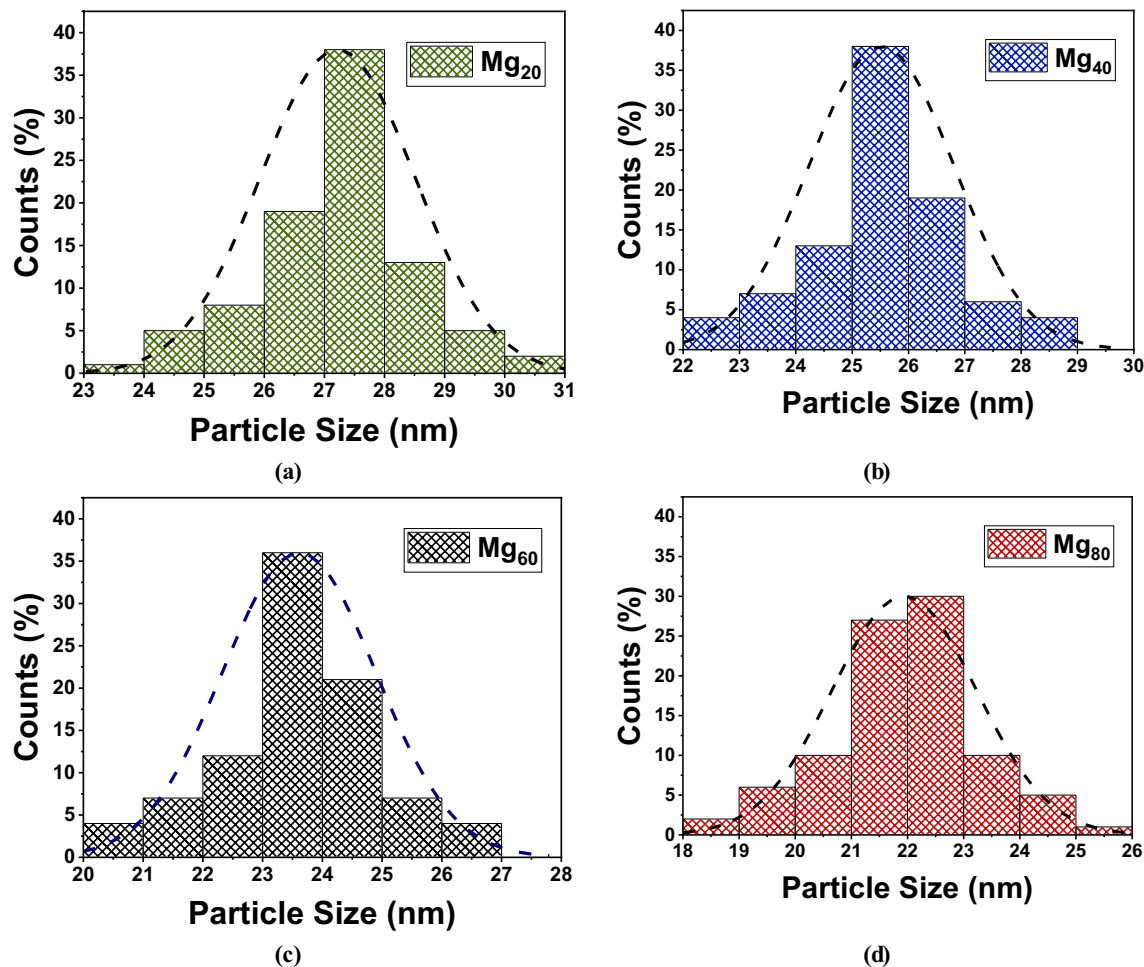 Counts (%)
40
35
30
25
20
15
10
5
0
Mg₂₀
23 24 25 26 27 28 29 30 31
Particle Size (nm)
(a)
Counts (%)
40
35
30
25
20
15
10
5
0
Mg₄₀
22 23 24 25 26 27 28 29 30
Particle Size (nm)
(b)
Counts (%)
40
35
30
25
20
15
10
5
0
Mg₆₀
20 21 22 23 24 25 26 27 28
Particle Size (nm)
(c)
Counts (%)
40
35
30
25
20
15
10
5
0
Mg₈₀
18 19 20 21 22 23 24 25 26
Particle Size (nm)
(d)